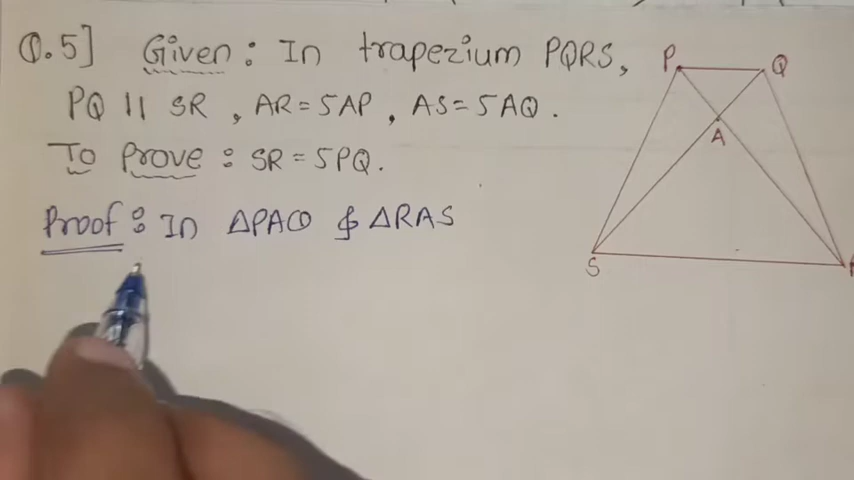 Q.5] Given: In trapezium PQRS,
PQ || SR , AR = 5AP , AS = 5AQ .
To Prove : SR = 5PQ.
Proof : In ΔPAQ & ΔRAS
P
Q
A
S
R